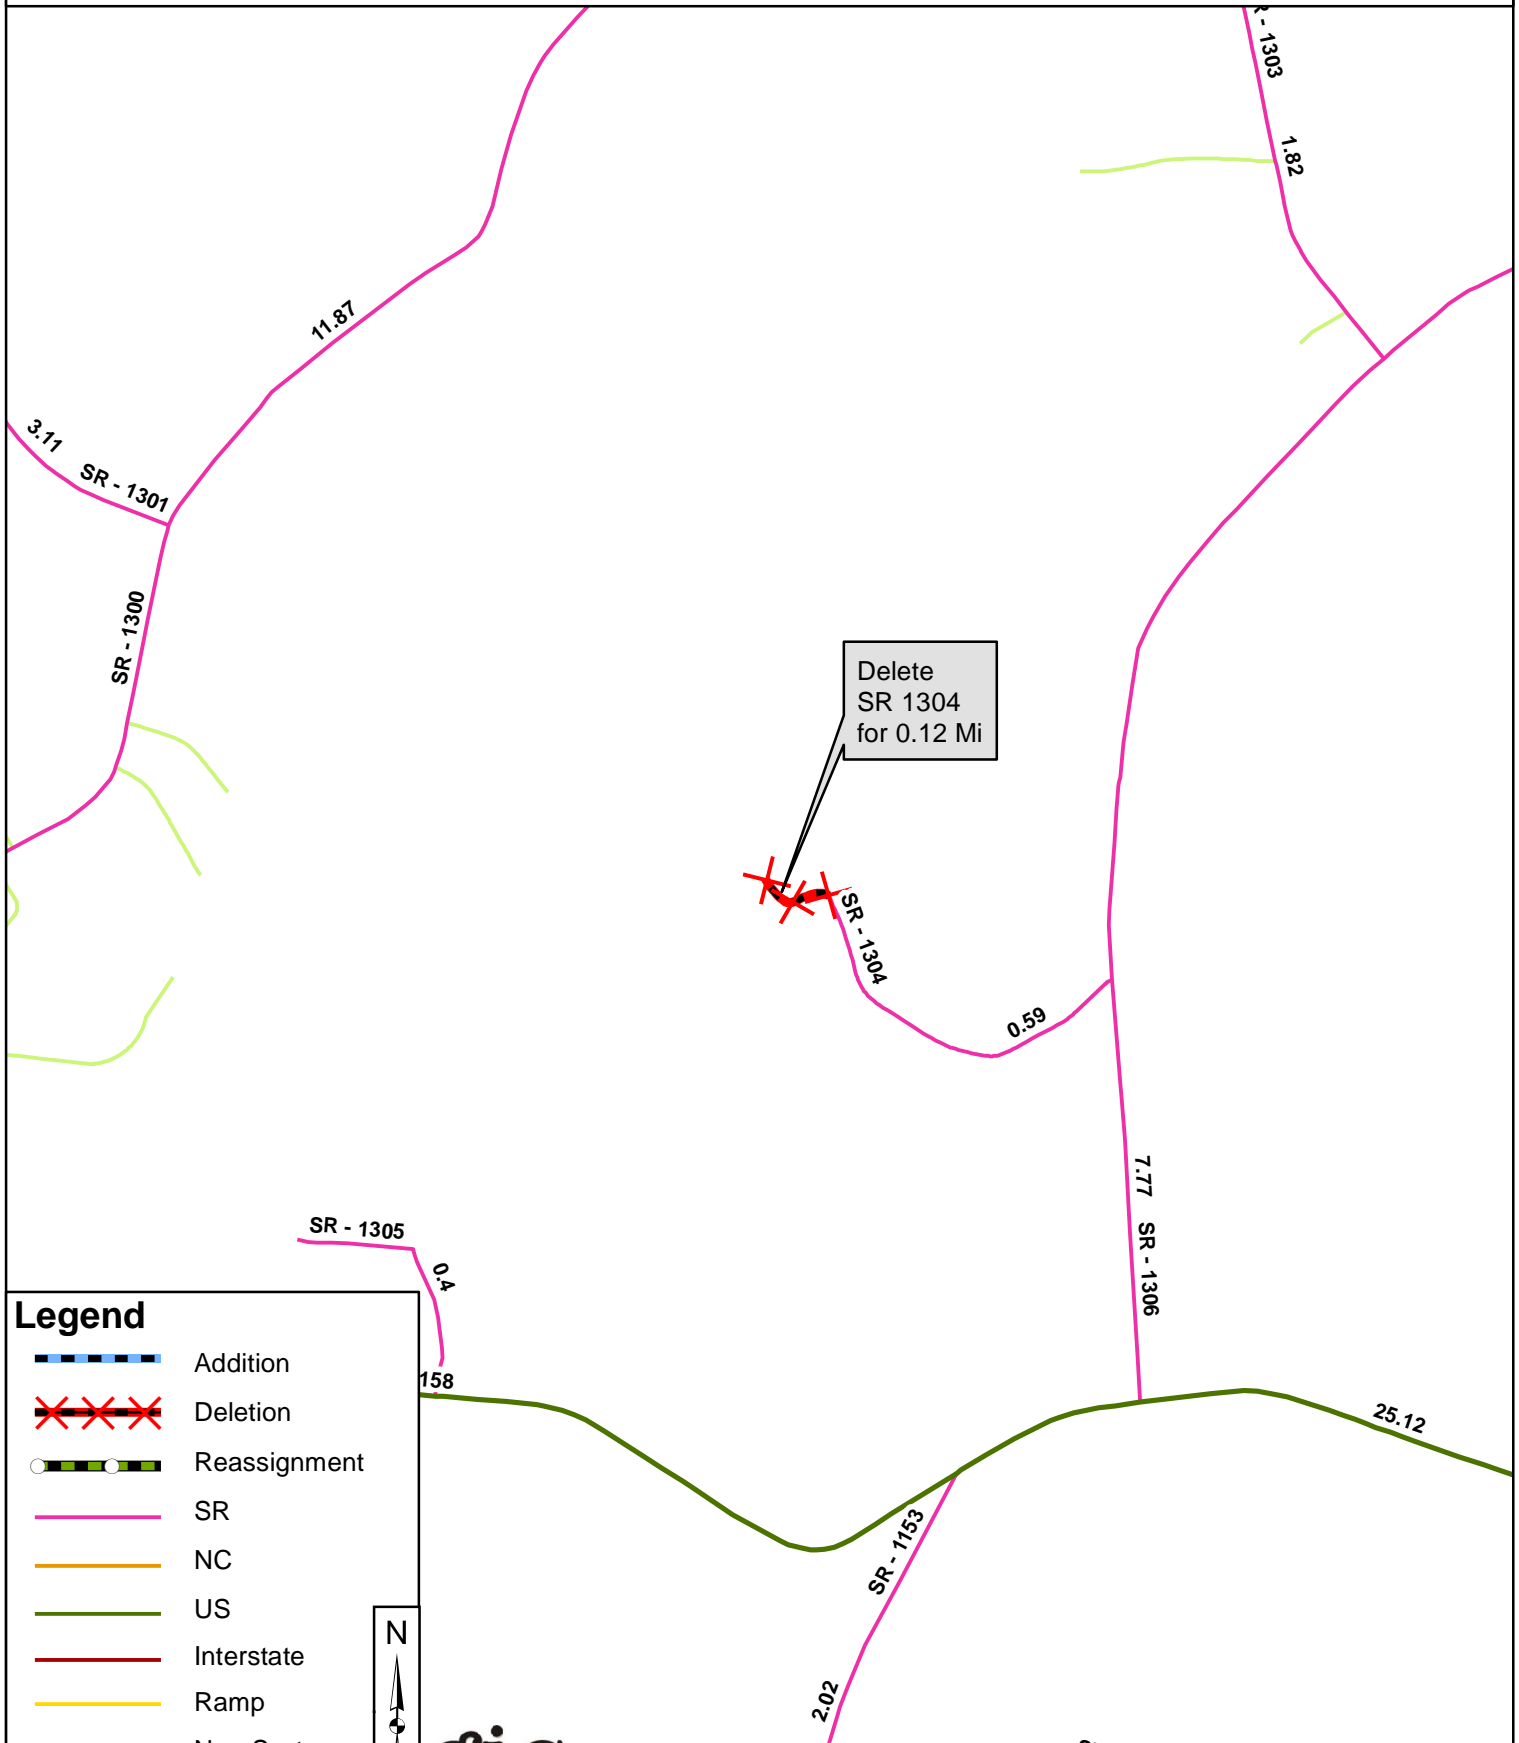 - 1303
1.82
11.87
3.11
SR - 1301
SR - 1300
Delete
SR 1304
for 0.12 Mi
SR - 1304
0.59
7.77
SR - 1306
SR - 1305
0.4
158
25.12
SR - 1153
2.02
Legend
Addition
Deletion
Reassignment
SR
NC
US
Interstate
Ramp
N